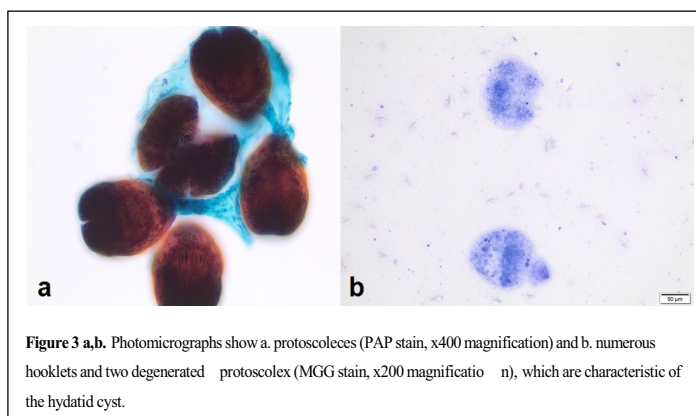 a
b
50 µm
Figure 3 a,b. Photomicrographs show a. protoscoleces (PAP stain, x400 magnification) and b. numerous
hooklets and two degenerated protoscolex (MGG stain, x200 magnificatio n), which are characteristic of
the hydatid cyst.